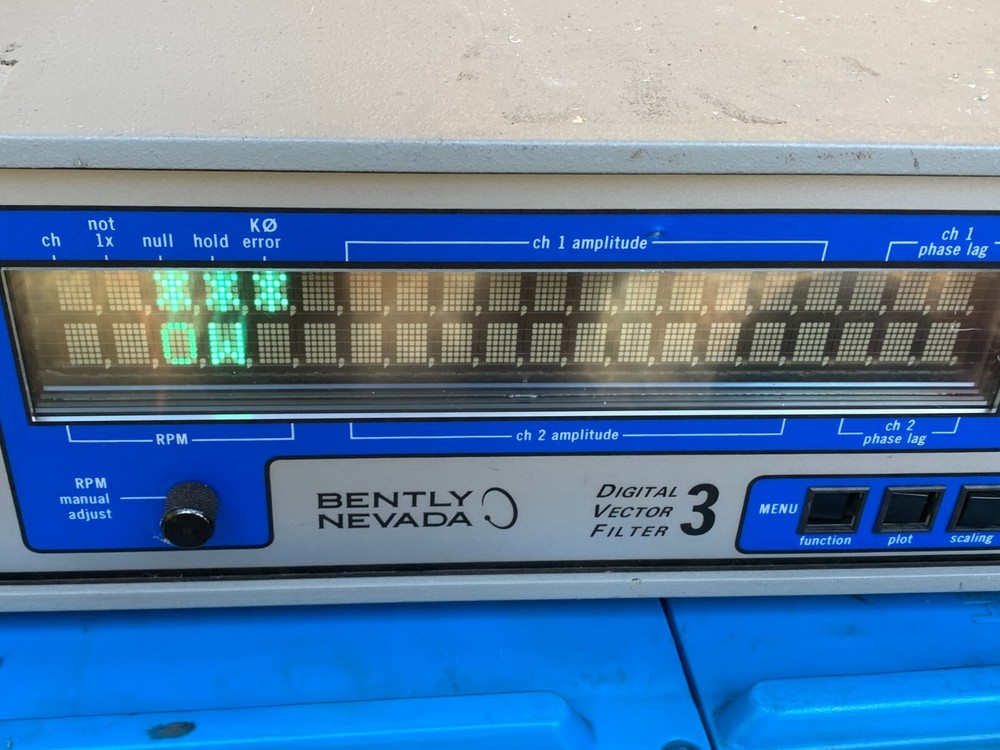 not
KØ
ch 1x null hold error
ch 1 amplitude
ch 1
phase lag
RPM
ch 2 amplitude
ch 2
phase lag
RPM
manual
adjust
BENTLY
NEVADA
DIGITAL
VECTOR
FILTER
3
MENU
function plot scaling